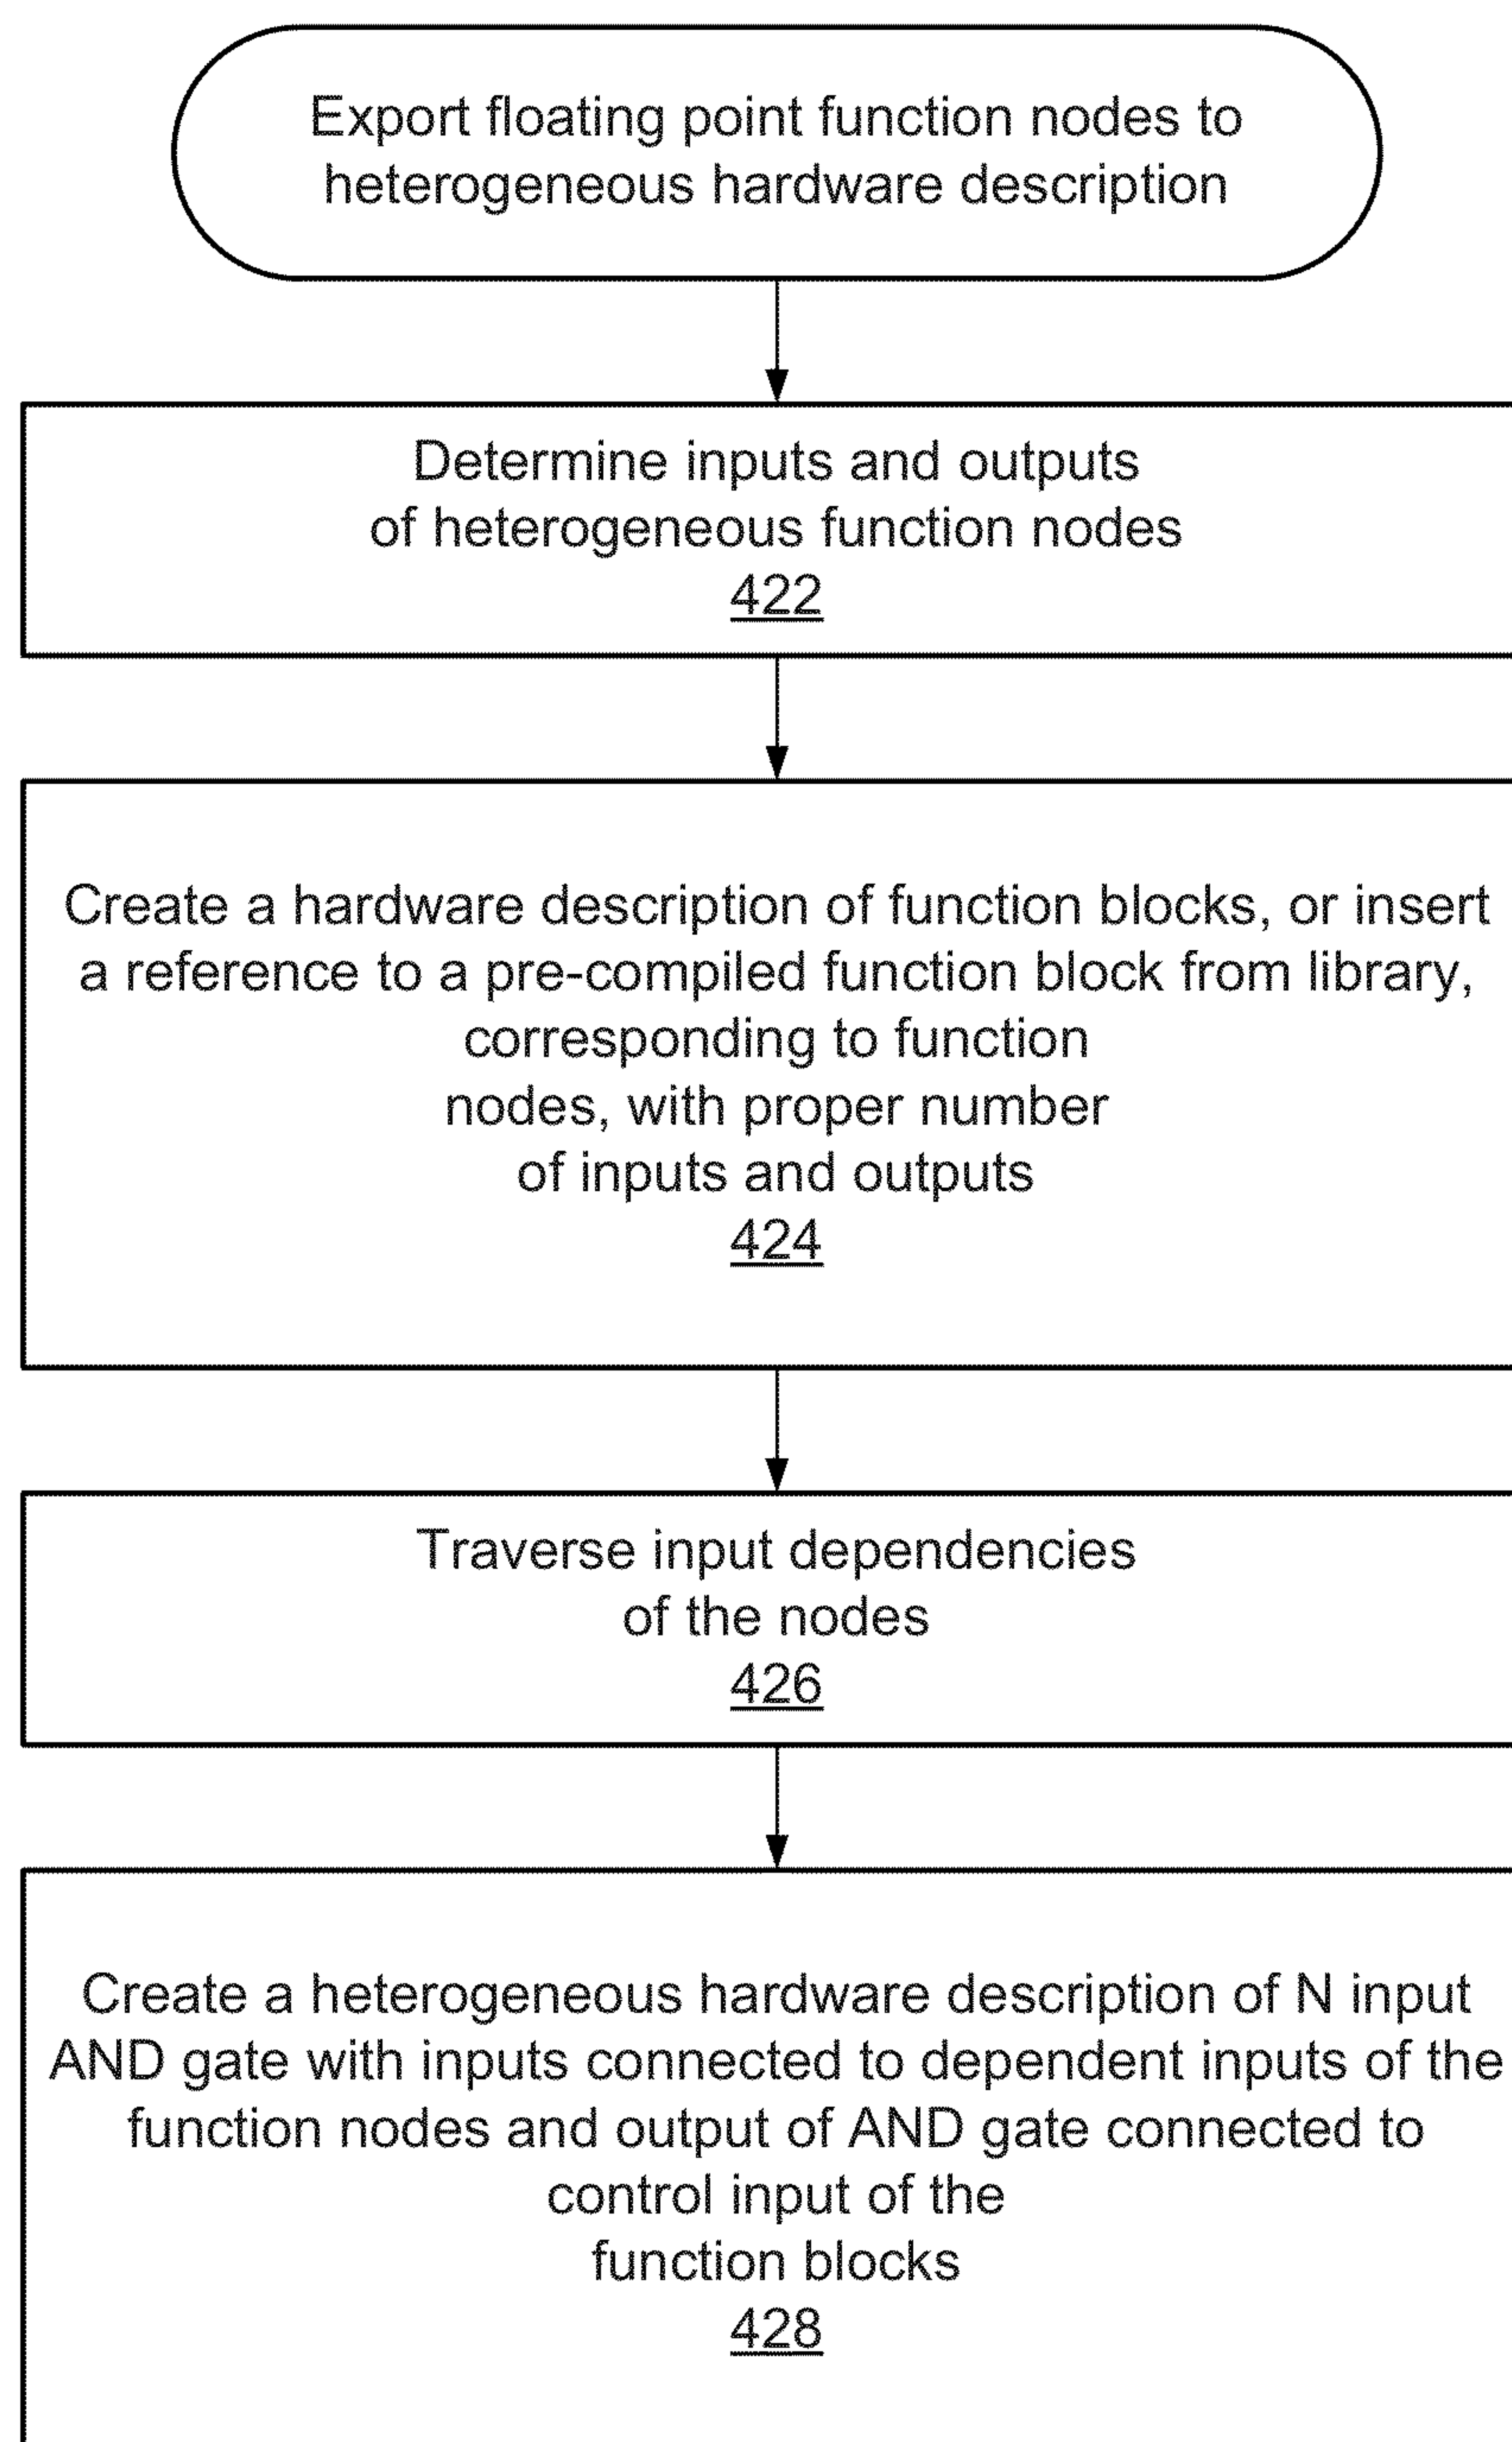 Export floating point function nodes to
heterogeneous hardware description
Determine inputs and outputs
of heterogeneous function nodes
422
Create a hardware description of function blocks, or insert
a reference to a pre-compiled function block from library,
corresponding to function
nodes, with proper number
of inputs and outputs
424
Traverse input dependencies
of the nodes
426
Create a heterogeneous hardware description of N input
AND gate with inputs connected to dependent inputs of the
function nodes and output of AND gate connected to
control input of the
function blocks
428